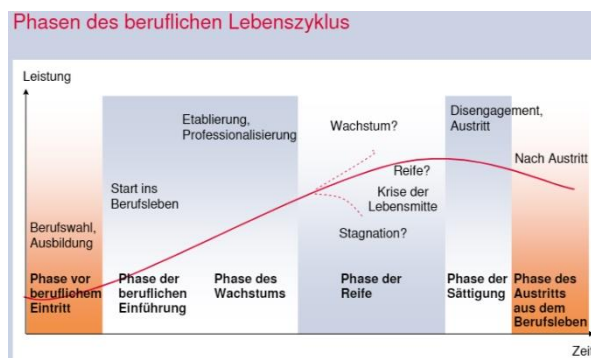 Phasen des beruflichen Lebenszyklus
Leistung
Etablierung,
Professionalisierung
Wachstum?
Disengagement,
Austritt
Nach Austritt
Start ins
Berufsleben
Reife?
Krise der
Lebensmitte
Berufswahl,
Ausbildung
Stagnation?
Phase vor
beruflichem
Eintritt
Phase der
beruflichen
Einführung
Phase des
Wachstums
Phase der
Reife
Phase der
Sättigung
Phase des
Austritts
aus dem
Berufsleben
Zeit